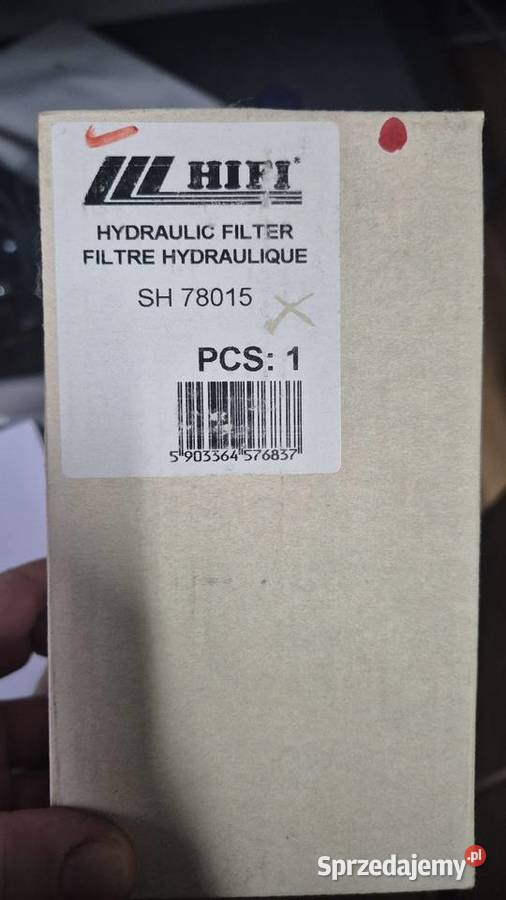 HIFI®
HYDRAULIC FILTER
FILTRE HYDRAULIQUE
SH 78015
PCS: 1
5 903364 576837
Sprzedajemy.pl